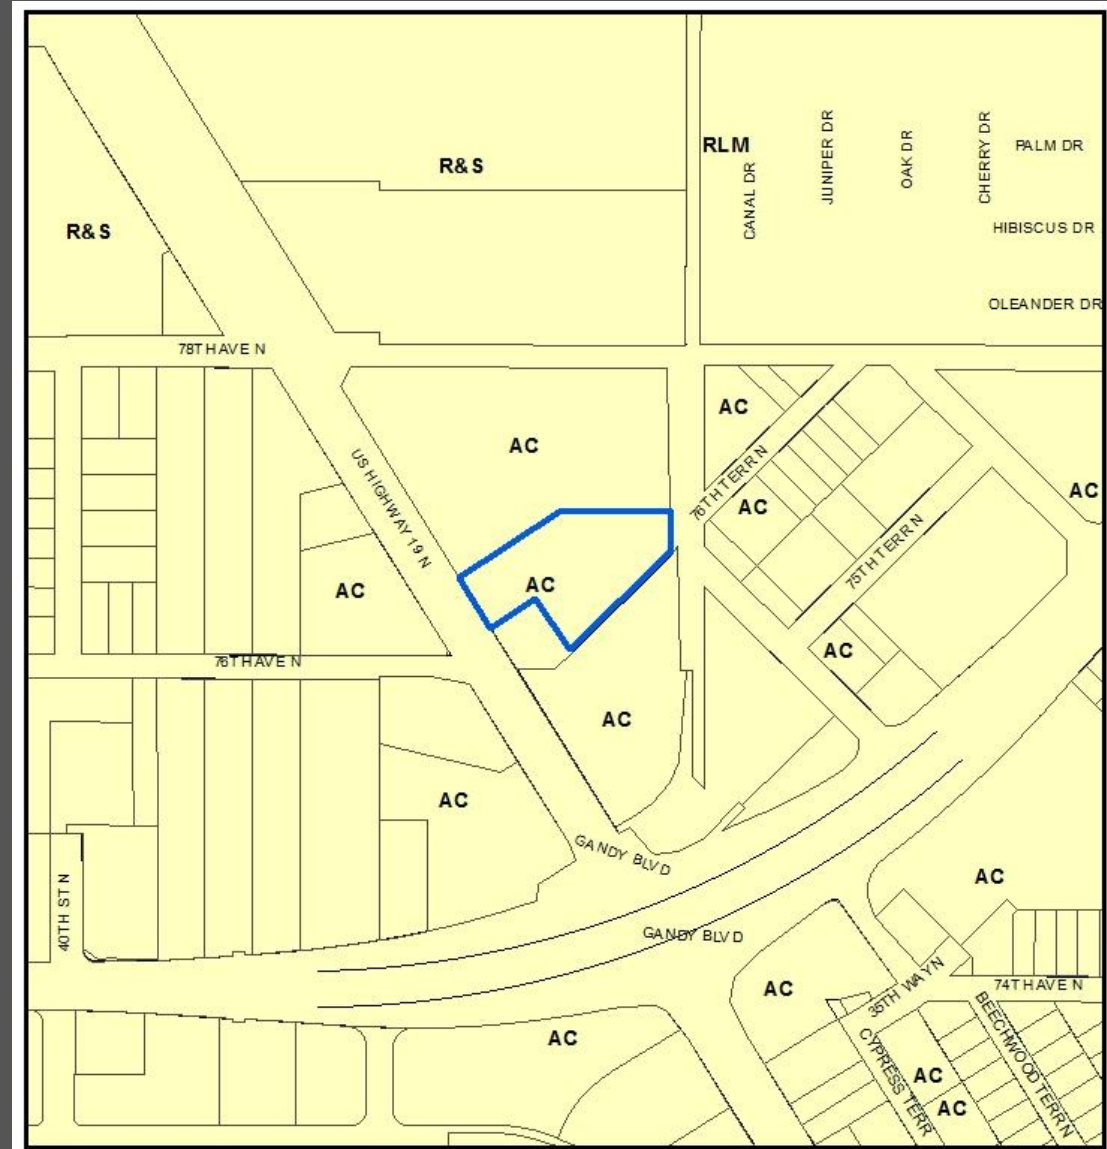 RLM
PALM DR
R&S
CANAL DR
JUNIPER DR
OAK DR
CHERRY DR
R&S
HIBISCUS DR
OLEANDER DR
78TH AVE N
AC
AC
76TH TERR N
AC
AC
US HIGHWAY 19 N
75TH TERR N
AC
AC
AC
76TH AVE N
AC
AC
GANDY BLVD
AC
40TH ST N
GANDY BLVD
AC
35TH WAY N
74TH AVE N
AC
CYPRESS TERR
BEECHWOOD TERR N
AC
AC